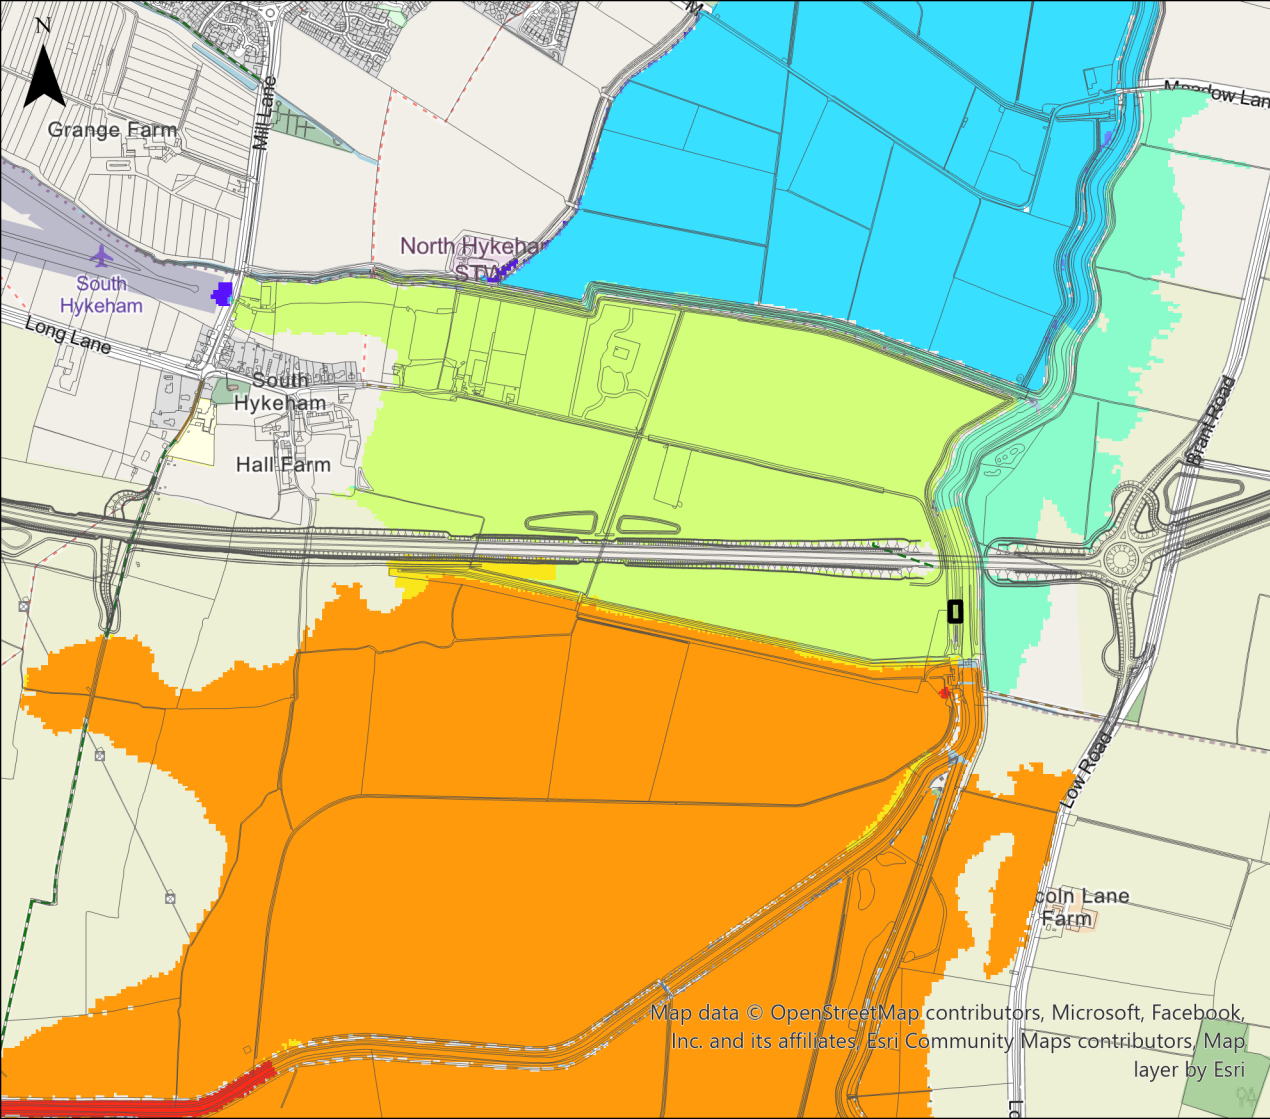 N
Meadow Lan
Mill Lane
Grange Farm
North Hykeham
STW
South
Hykeham
Long Lane
South
Hykeham
Brant Road
Hall Farm
Low Road
coln Lane
Farm
Map data © OpenStreetMap contributors, Microsoft, Facebook,
Inc. and its affiliates, Esri Community Maps contributors, Map
layer by Esri
Lo